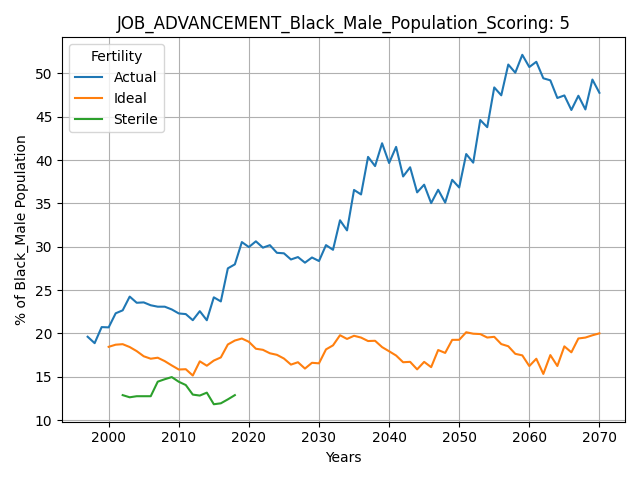 JOB_ADVANCEMENT_Black_Male_Population_Scoring: 5
Fertility
Actual
Ideal
Sterile
% of Black_Male Population
50
45
40
35
30
25
20
15
10
2000
2010
2020
2030
2040
2050
2060
2070
Years